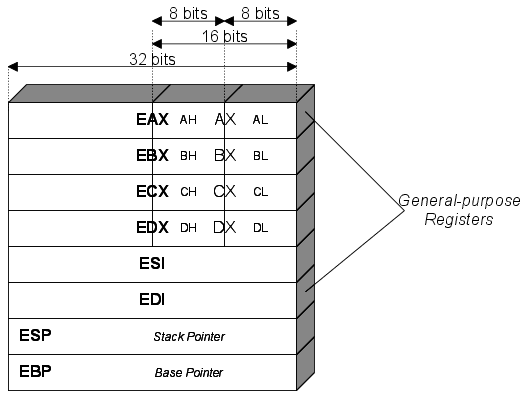 8 bits 8 bits
16 bits
32 bits
EAX AH AX AL
EBX BH BX BL
ECX CH CX CL
EDX DH DX DL
General-purpose
Registers
ESI
EDI
ESP Stack Pointer
EBP Base Pointer